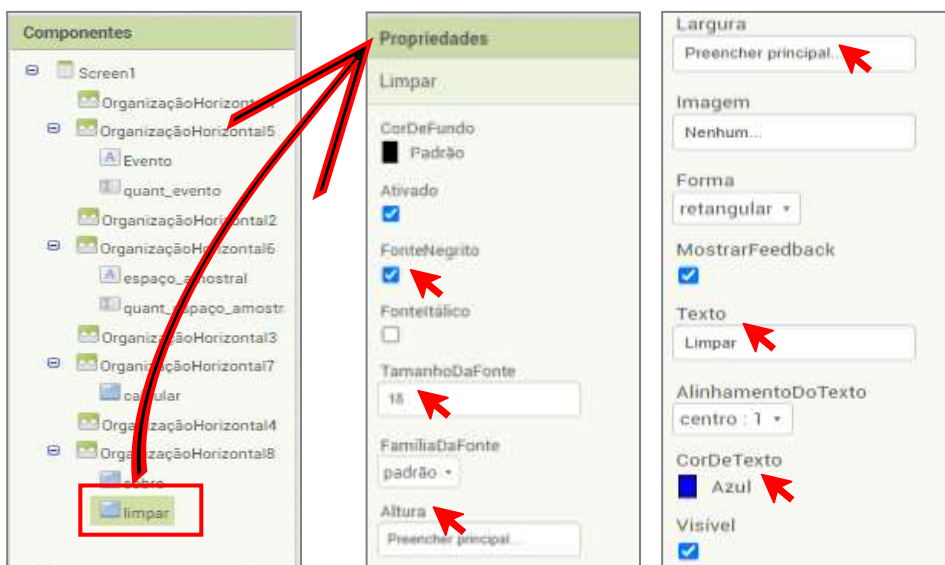 Componentes
Screen1
OrganizaçãoHorizontal
OrganizaçãoHorizontal5
Evento
quant_evento
OrganizaçãoHorizontal2
OrganizaçãoHorizontal6
espaço_amostral
quant_espaço_amostr
OrganizaçãoHorizontal3
OrganizaçãoHorizontal7
calcular
OrganizaçãoHorizontal4
OrganizaçãoHorizontal8
sobre
limpar
Propriedades
Limpar
CorDeFundo
Padrão
Ativado
FonteNegrito
FonteItálico
TamanhoDaFonte
18
FamíliaDaFonte
padrão
Altura
Preencher principal...
Largura
Preencher principal...
Imagem
Nenhum...
Forma
retangular
MostrarFeedback
Texto
Limpar
AlinhamentoDoTexto
centro : 1
CorDeTexto
Azul
Visível